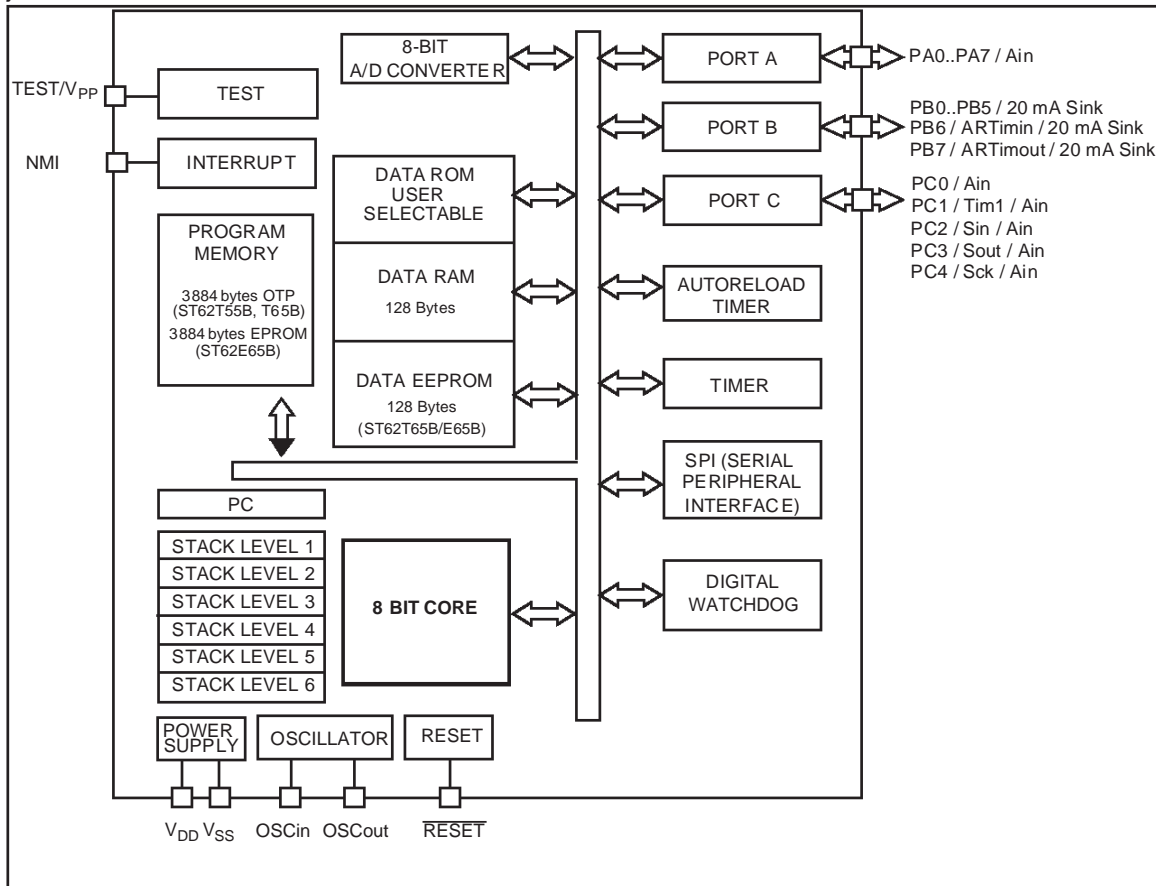 8-BIT
A/D CONVERTER
PORT A
PA0..PA7 / Ain
TEST/VPP
TEST
PORT B
PB0..PB5 / 20 mA Sink
PB6 / ARTimin / 20 mA Sink
PB7 / ARTimout / 20 mA Sink
NMI
INTERRUPT
DATA ROM
USER
SELECTABLE
PORT C
PC0 / Ain
PC1 / Tim1 / Ain
PC2 / Sin / Ain
PC3 / Sout / Ain
PC4 / Sck / Ain
PROGRAM
MEMORY
3884 bytes OTP
(ST62T55B, T65B)
3884 bytes EPROM
(ST62E65B)
DATA RAM
128 Bytes
AUTORELOAD
TIMER
DATA EEPROM
128 Bytes
(ST62T65B/E65B)
TIMER
SPI (SERIAL
PERIPHERAL
INTERFACE)
PC
STACK LEVEL 1
STACK LEVEL 2
STACK LEVEL 3
STACK LEVEL 4
STACK LEVEL 5
STACK LEVEL 6
8 BIT CORE
DIGITAL
WATCHDOG
POWER
SUPPLY
OSCILLATOR
RESET
VDD VSS
OSCin OSCout
RESET